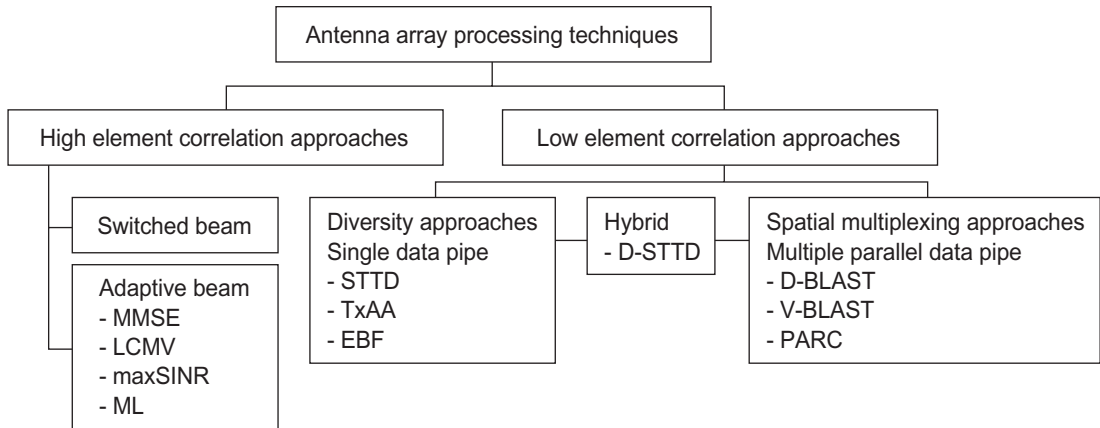 Antenna array processing techniques
High element correlation approaches
Low element correlation approaches
Switched beam
Adaptive beam
- MMSE
- LCMV
- maxSINR
- ML
Diversity approaches
Single data pipe
- STTD
- TxAA
- EBF
Hybrid
- D-STTD
Spatial multiplexing approaches
Multiple parallel data pipe
- D-BLAST
- V-BLAST
- PARC